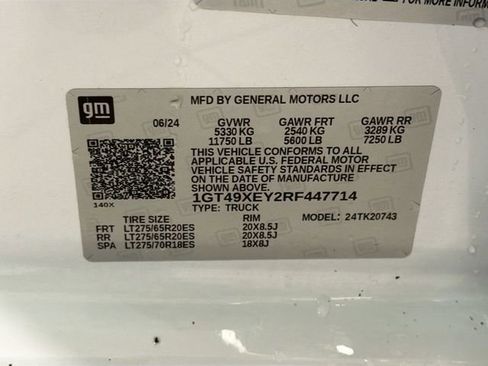 FOR MORE INFORMATION
gm
MFD BY GENERAL MOTORS LLC
06/24 GVWR GAWR FRT GAWR RR
5330 KG 2540 KG 3289 KG
11750 LB 5600 LB 7250 LB
THIS VEHICLE CONFORMS TO ALL
APPLICABLE U.S. FEDERAL MOTOR
VEHICLE SAFETY STANDARDS IN EFFECT
ON THE DATE OF MANUFACTURE
1GT49XEY2RF447714
140X TYPE: TRUCK
TIRE SIZE RIM MODEL: 24TK20743
FRT LT275/65R20ES 20X8.5J
RR LT275/65R20ES 20X8.5J
SPA LT275/70R18ES 18X8J